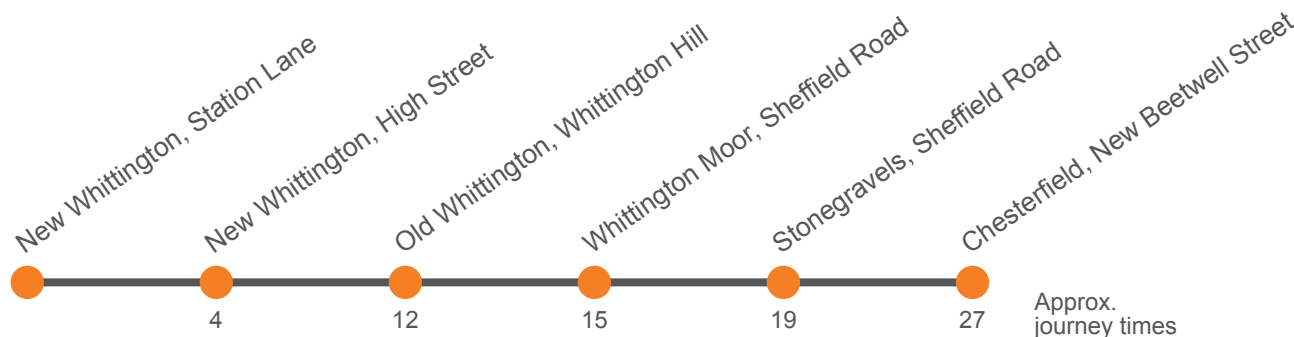 New Whittington, Station Lane
New Whittington, High Street
Old Whittington, Whittington Hill
Whittington Moor, Sheffield Road
Stonegravels, Sheffield Road
Chesterfield, New Beetwell Street
4
12
15
19
27
Approx.
journey times